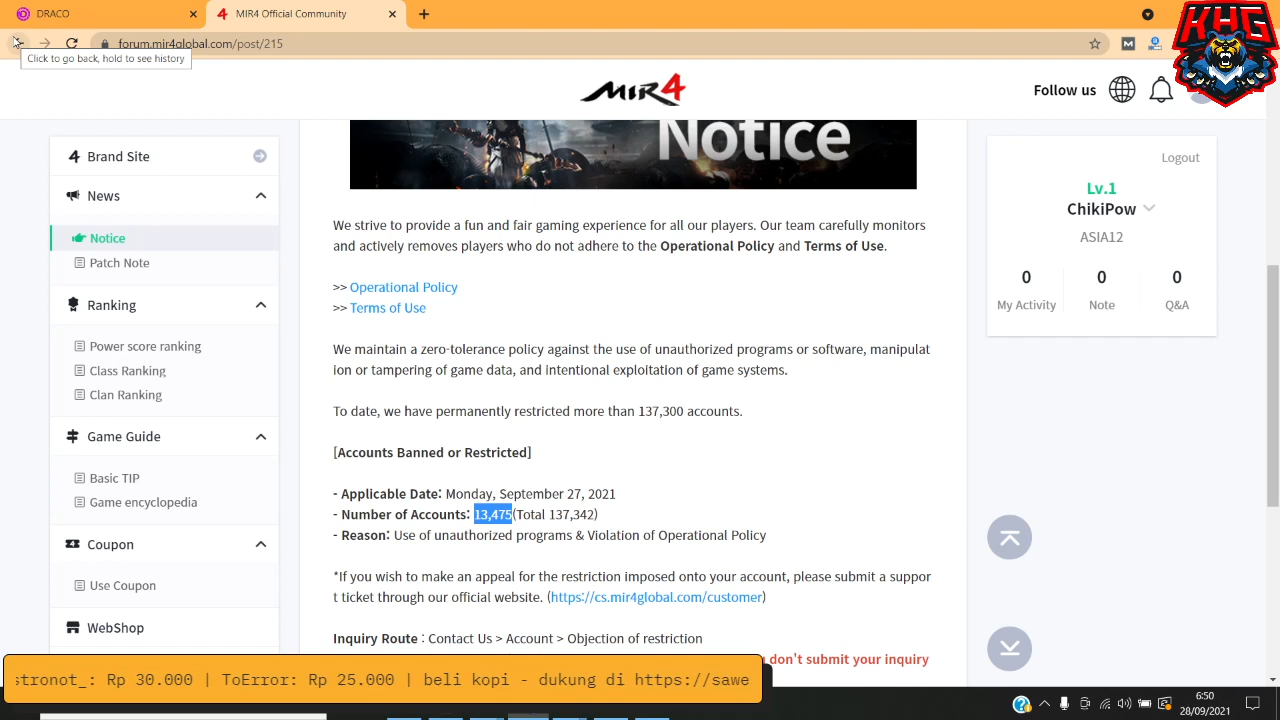 DRACO
MIR4 Official Community
forum.mir4global.com/post/215
Click to go back, hold to see history
KHG
MIR4
Follow us
Brand Site
News
Notice
Patch Note
Ranking
Power score ranking
Class Ranking
Clan Ranking
Game Guide
Basic TIP
Game encyclopedia
Coupon
Use Coupon
WebShop
Notice
We strive to provide a fun and fair gaming experience for all our players. Our team carefully monitors
and actively removes players who do not adhere to the Operational Policy and Terms of Use.
>> Operational Policy
>> Terms of Use
We maintain a zero-tolerance policy against the use of unauthorized programs or software, manipulat
ion or tampering of game data, and intentional exploitation of game systems.
To date, we have permanently restricted more than 137,300 accounts.
[Accounts Banned or Restricted]
- Applicable Date: Monday, September 27, 2021
- Number of Accounts: 13,475(Total 137,342)
- Reason: Use of unauthorized programs & Violation of Operational Policy
*If you wish to make an appeal for the restriction imposed onto your account, please submit a suppor
t ticket through our official website. (https://cs.mir4global.com/customer)
Inquiry Route : Contact Us > Account > Objection of restriction
don't submit your inquiry
Logout
Lv.1
ChikiPow
ASIA12
0 0 0
My Activity Note Q&A
stronot_: Rp 30.000 | ToError: Rp 25.000 | beli kopi - dukung di https://sawe
6:50
28/09/2021